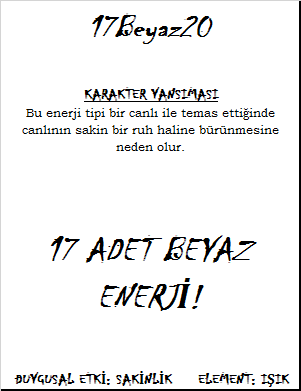 17Beyaz20
KARAKTER YANSIMASI
Bu enerji tipi bir canlı ile temas ettiğinde
canlının sakin bir ruh haline bürünmesine
neden olur.
17 ADET BEYAZ
ENERJİ!
DUYGUSAL ETKİ: SAKİNLİK ELEMENT: IŞIK